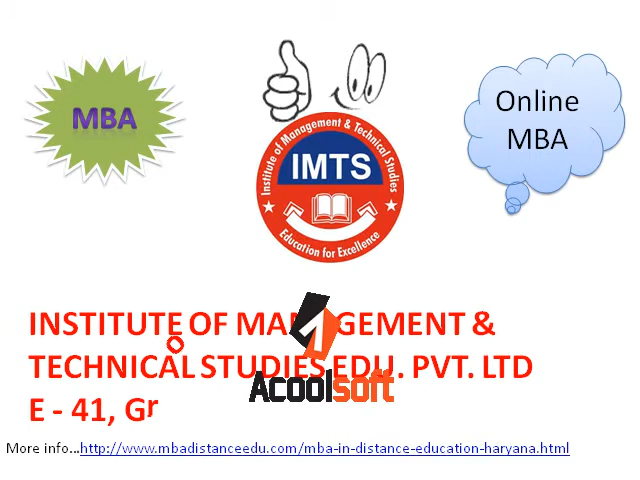 MBA
Online
MBA
Institute of Management & Technical Studies
IMTS
Education for Excellence
INSTITUTE OF MANAGEMENT &
TECHNICAL STUDIES EDU. PVT. LTD
Acoolsoft
E - 41, Gr
More info...http://www.mbadistanceedu.com/mba-in-distance-education-haryana.html